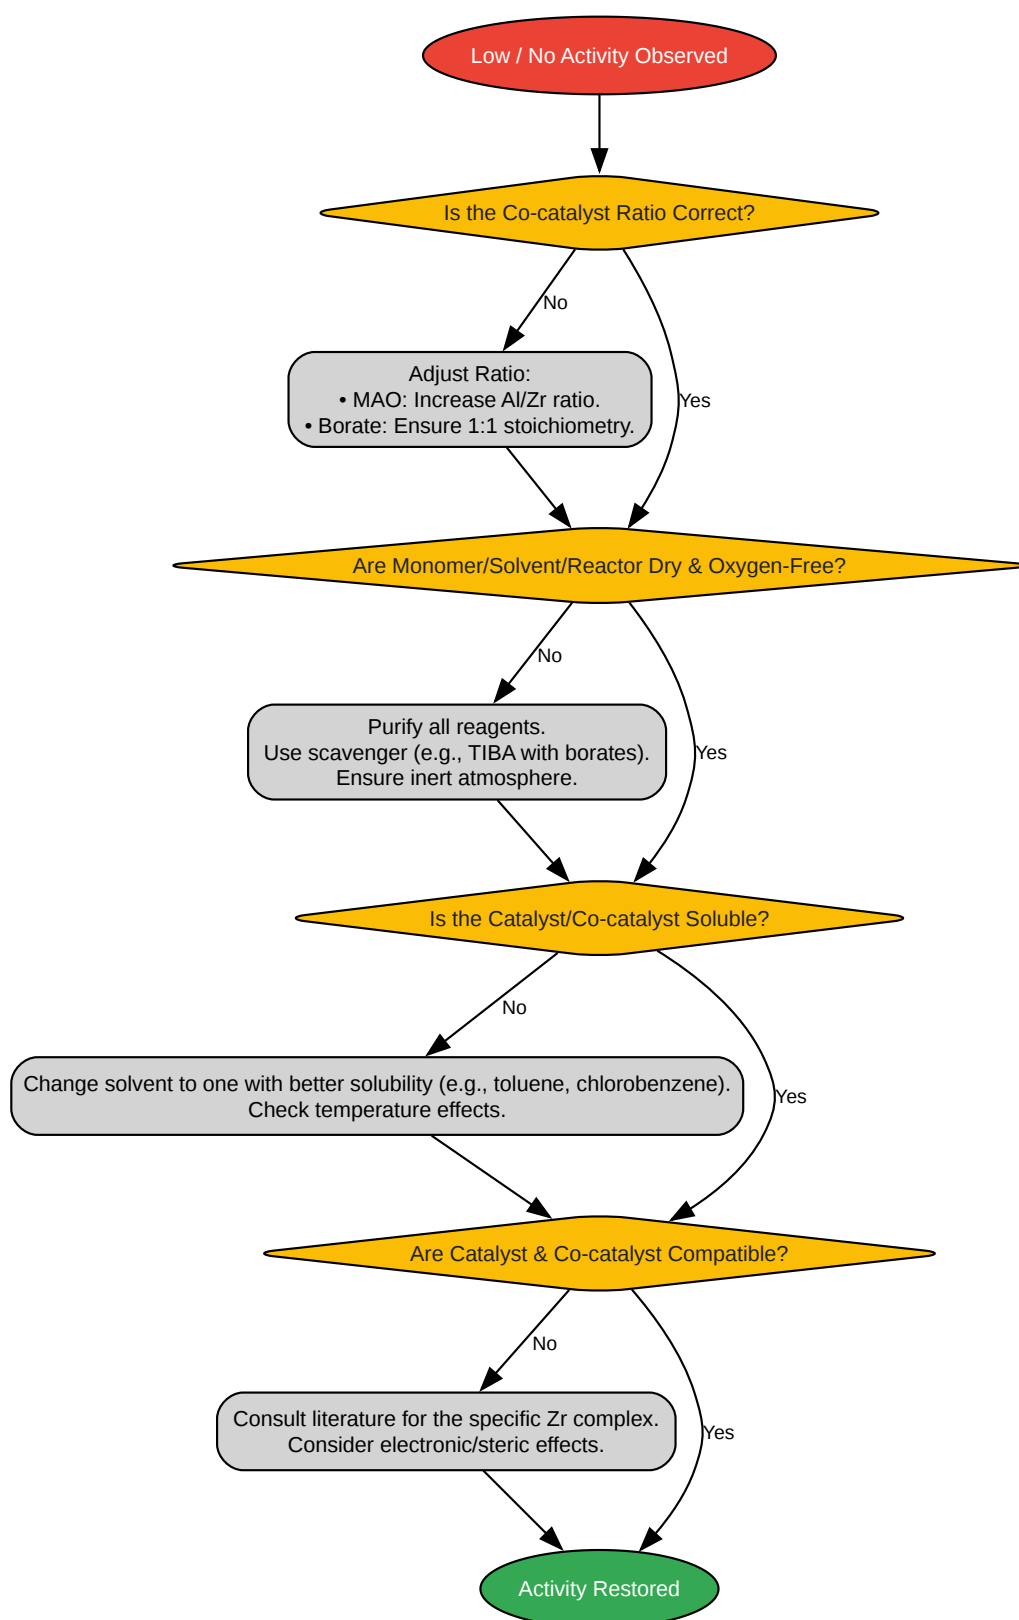 Low / No Activity Observed
Is the Co-catalyst Ratio Correct?
No
Adjust Ratio:
• MAO: Increase Al/Zr ratio.
• Borate: Ensure 1:1 stoichiometry.
Yes
Are Monomer/Solvent/Reactor Dry & Oxygen-Free?
No
Purify all reagents.
Use scavenger (e.g., TIBA with borates).
Ensure inert atmosphere.
Yes
Is the Catalyst/Co-catalyst Soluble?
No
Change solvent to one with better solubility (e.g., toluene, chlorobenzene).
Check temperature effects.
Yes
Are Catalyst & Co-catalyst Compatible?
No
Consult literature for the specific Zr complex.
Consider electronic/steric effects.
Yes
Activity Restored